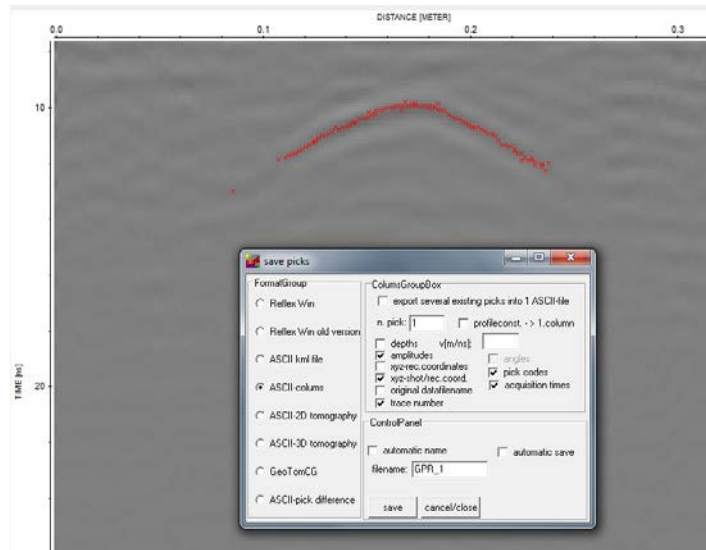 DISTANCE [METER]
0.0 0.1 0.2 0.3
10
20
TIME [ns]
save picks
FormatGroup
Reflex Win
Reflex Win old version
ASCII kml file
ASCII-colums
ASCII-2D tomography
ASCII-3D tomography
GeoTomCG
ASCII-pick difference
ColumsGroupBox
export several existing picks into 1 ASCII-file
n. pick: 1 profileconst. -> 1.column
depths v[m/ns]:
amplitudes
xyz-rec.coordinates angles
xyz-shot/rec.coord. pick codes
original datafilename acquisition times
trace number
ControlPanel
automatic name automatic save
filename: GPR_1
save cancel/close